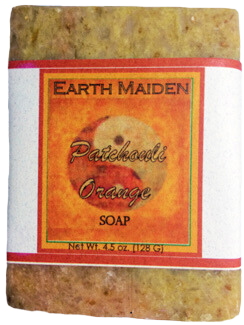 EARTH MAIDEN
Patchouli
Orange
SOAP
Net WT. 4.5 oz. (128 G)